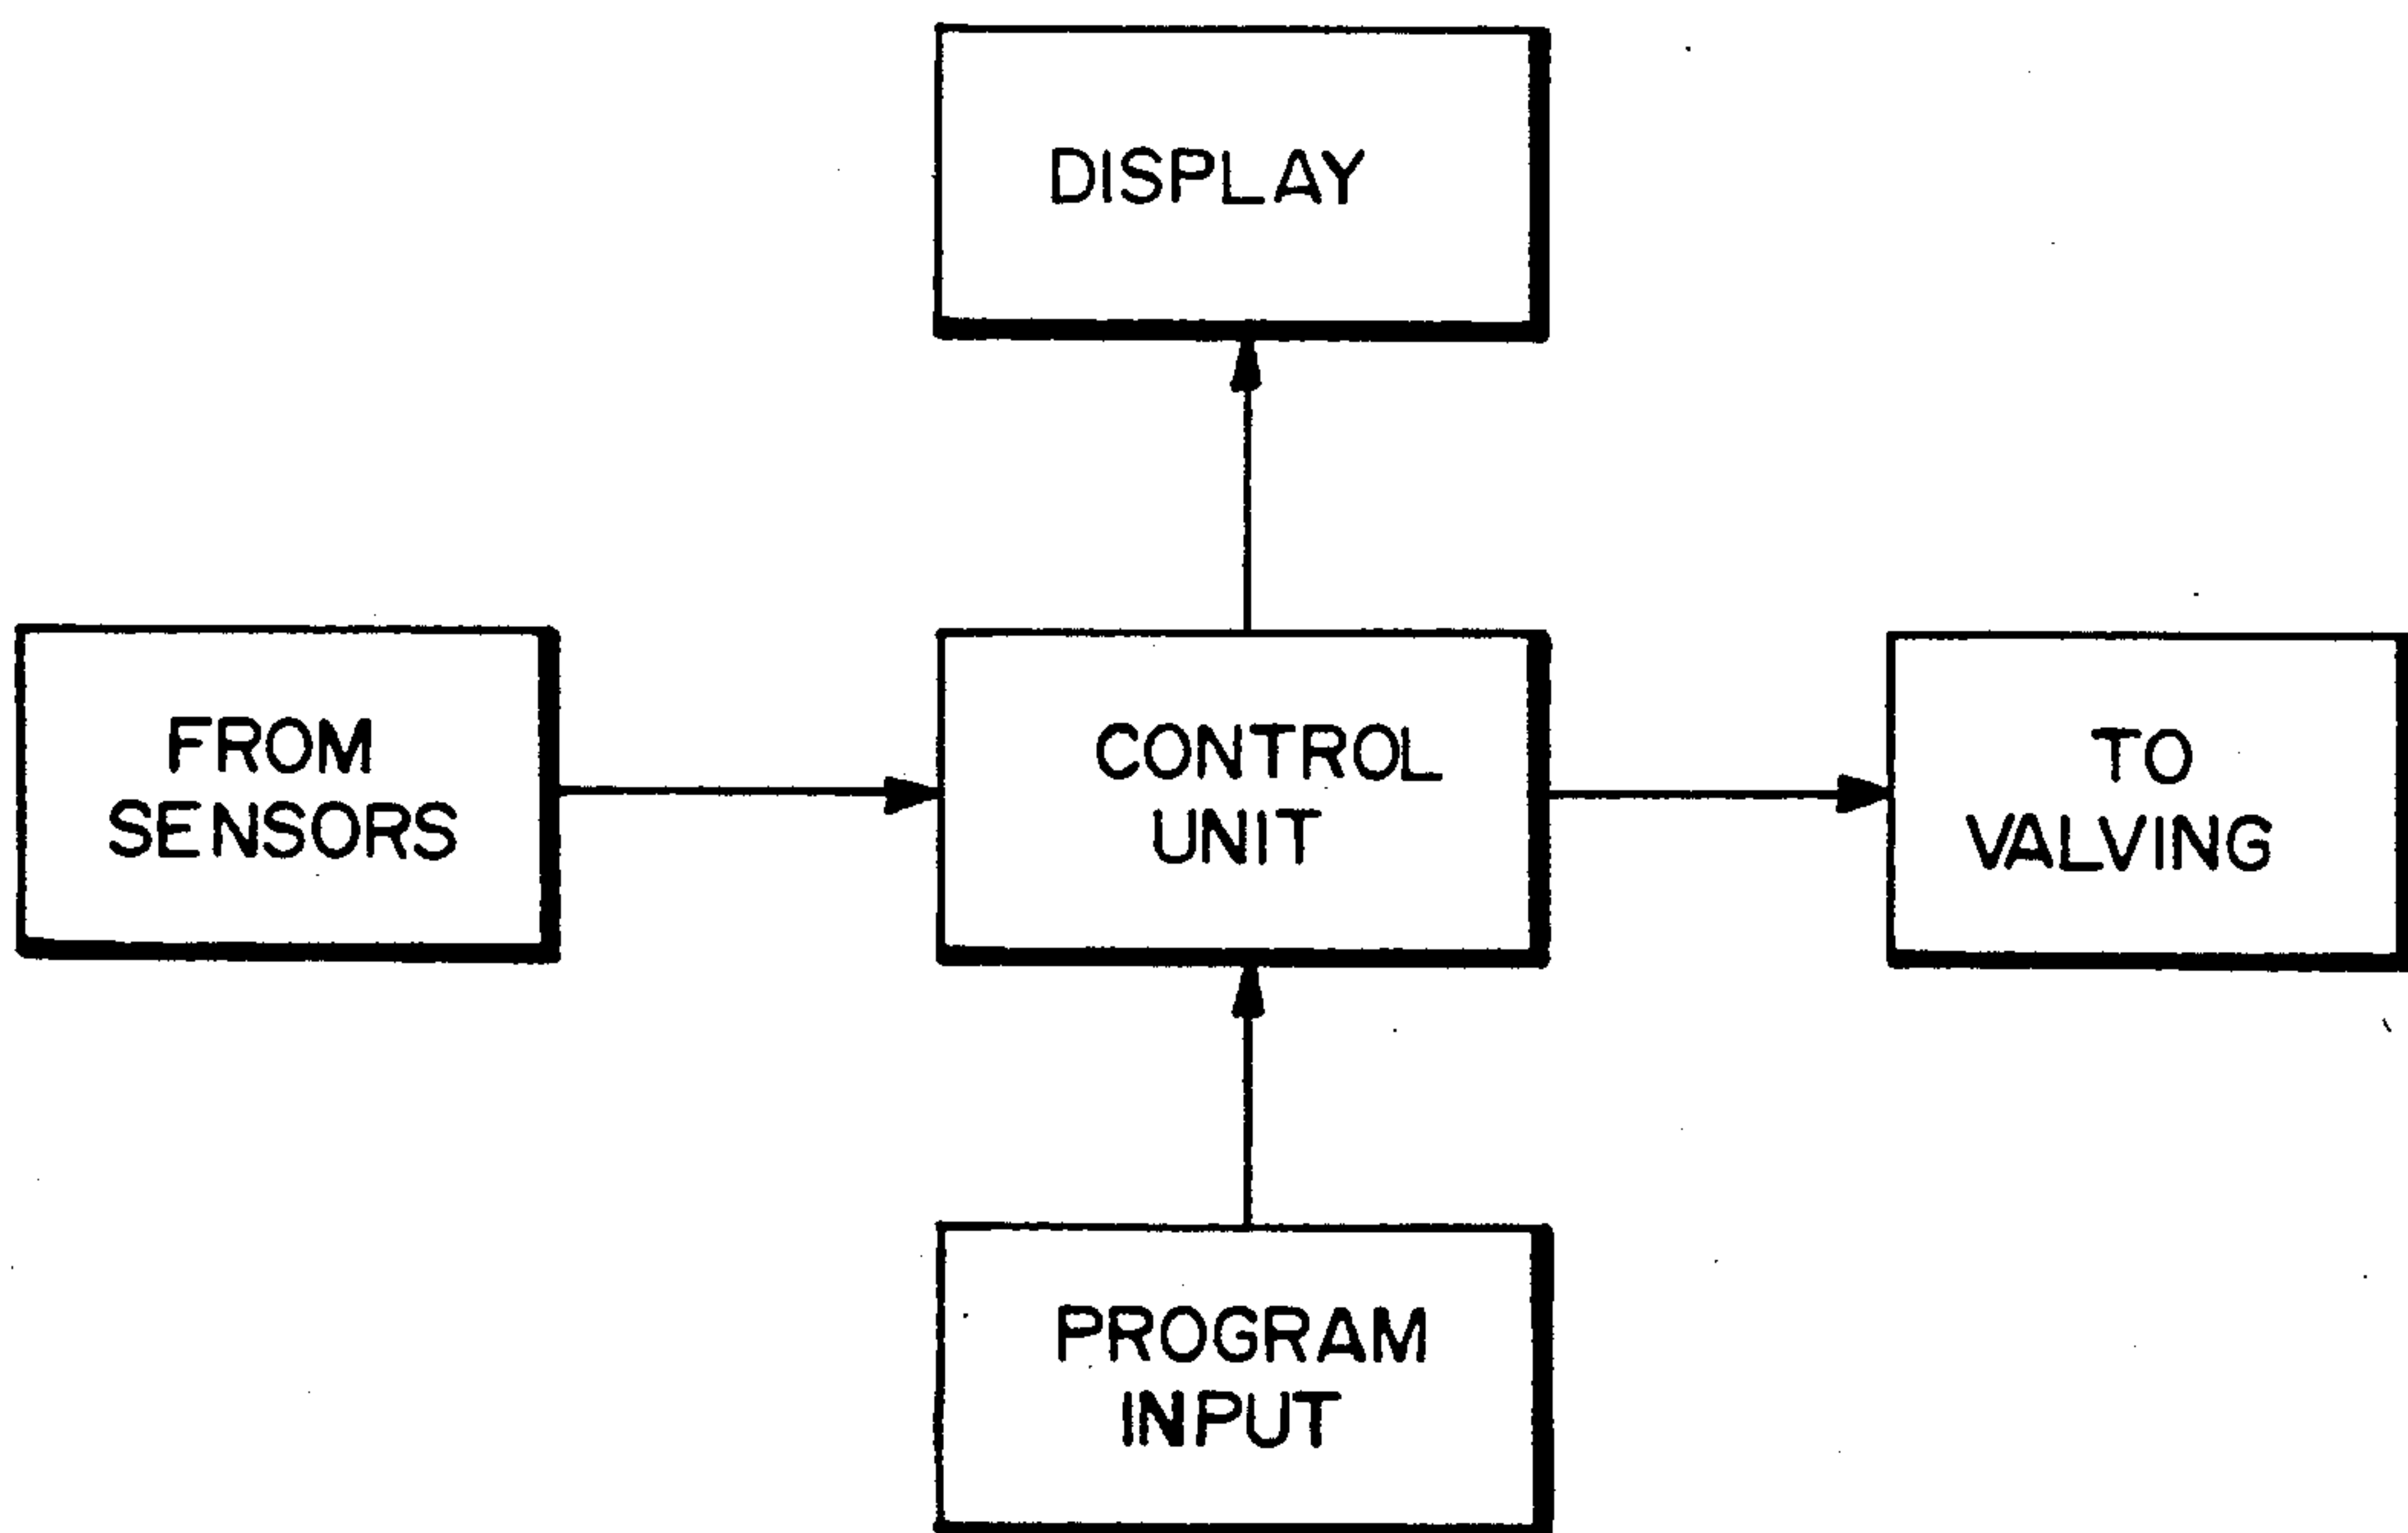 DISPLAY
FROM
SENSORS
CONTROL
UNIT
TO
VALVING
PROGRAM
INPUT